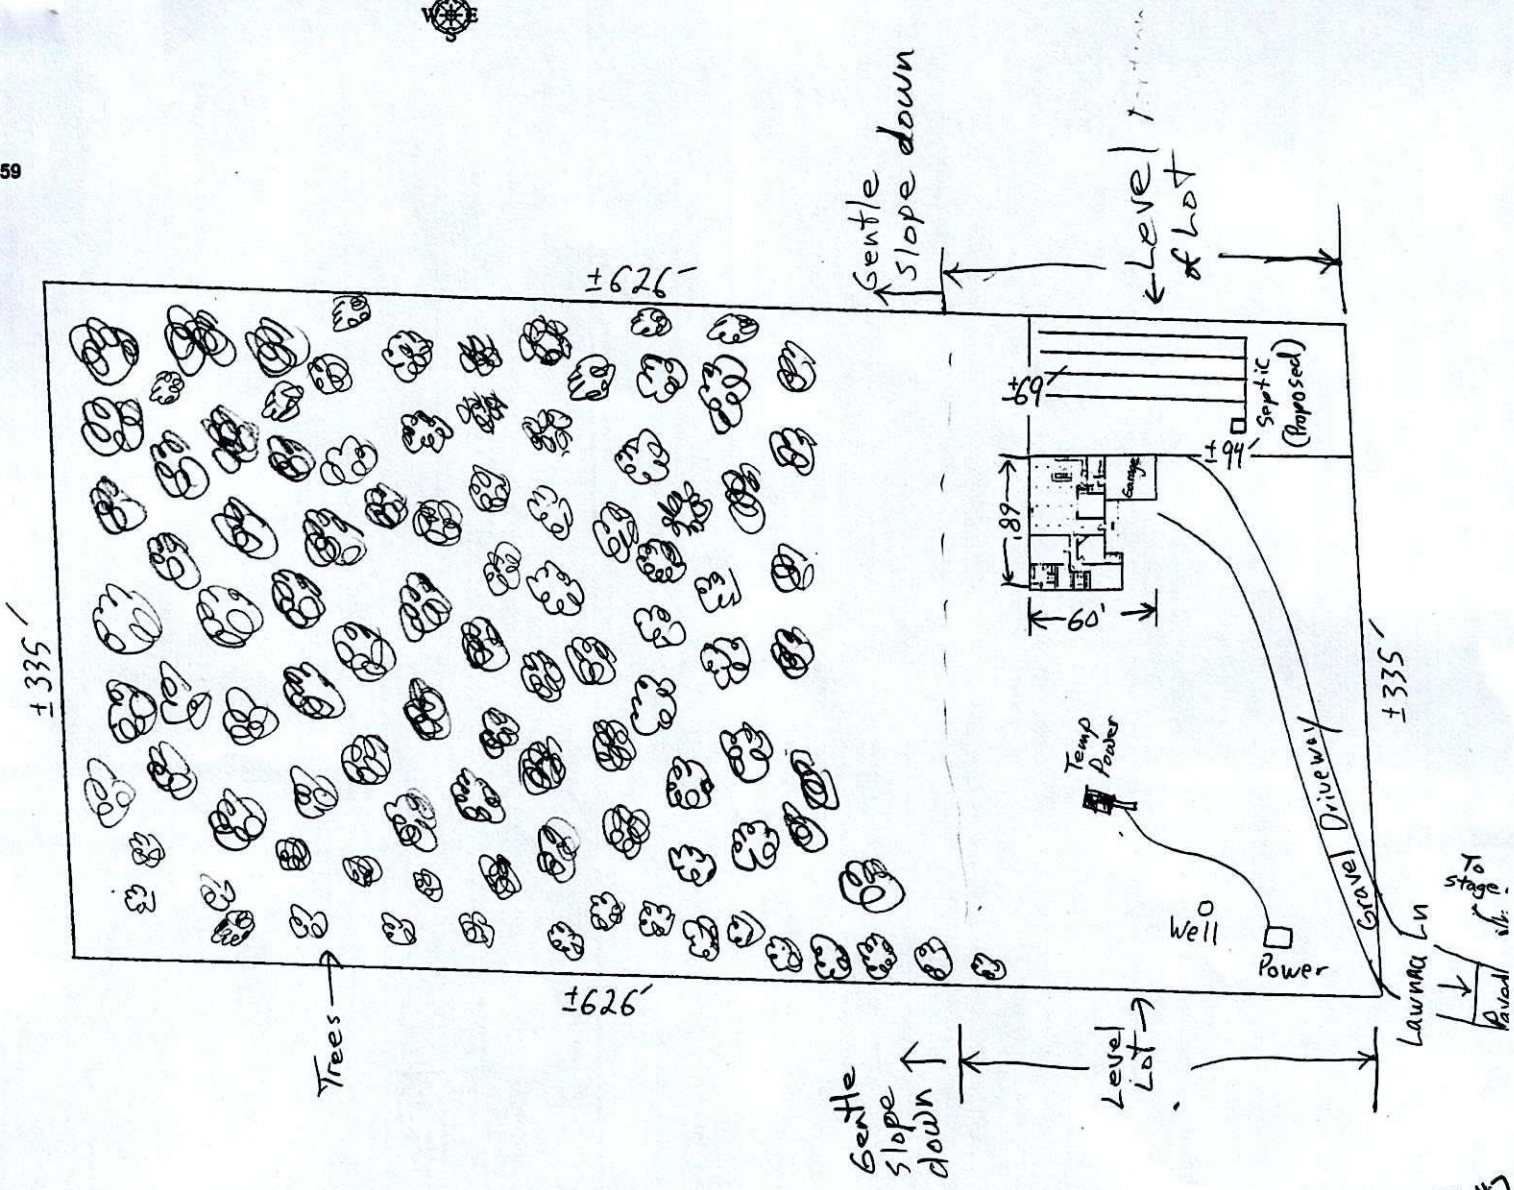 W E
S
59
Gentle
slope down
Level
of Lot
±626'
±69'
Septic
(Proposed)
±94'
Garage
68'
60'
±335'
±335'
Temp
Power
Gravel Driveway
Well
Power
To
stage
Lawnna Ln
Paved
±626'
Trees
Level
Lot
Gentle
slope
down